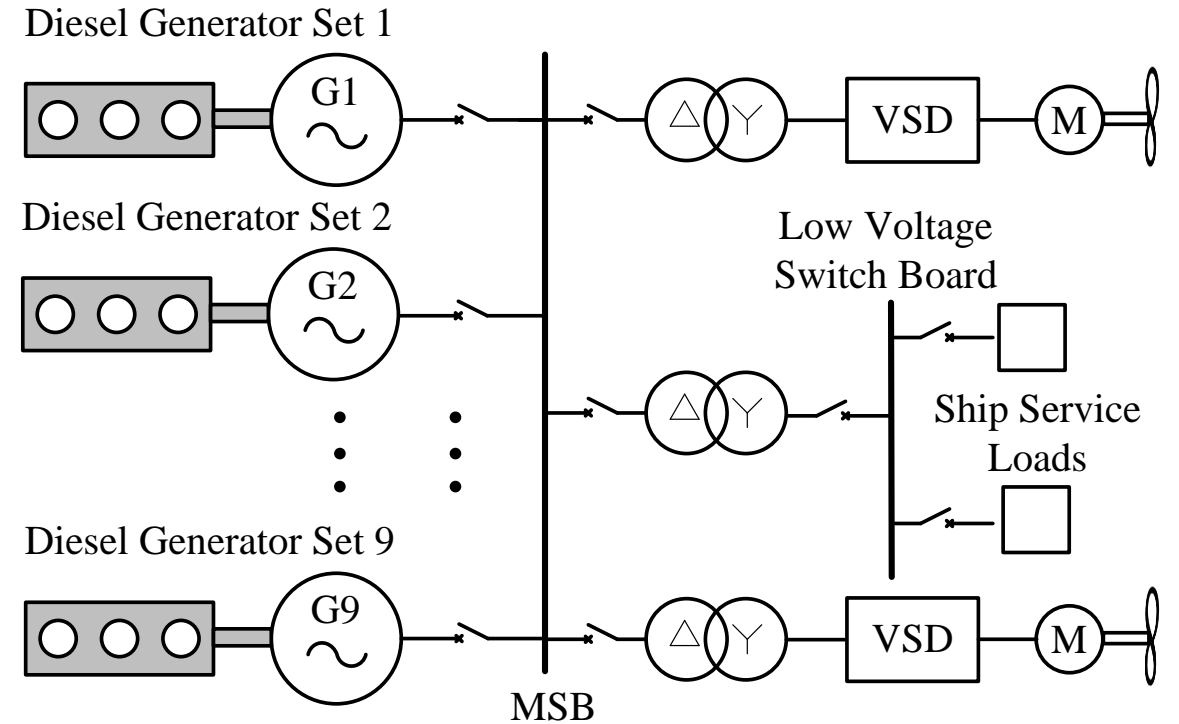 Diesel Generator Set 1
G1
VSD
M
Diesel Generator Set 2
G2
Low Voltage
Switch Board
Ship Service
Loads
Diesel Generator Set 9
G9
VSD
M
MSB